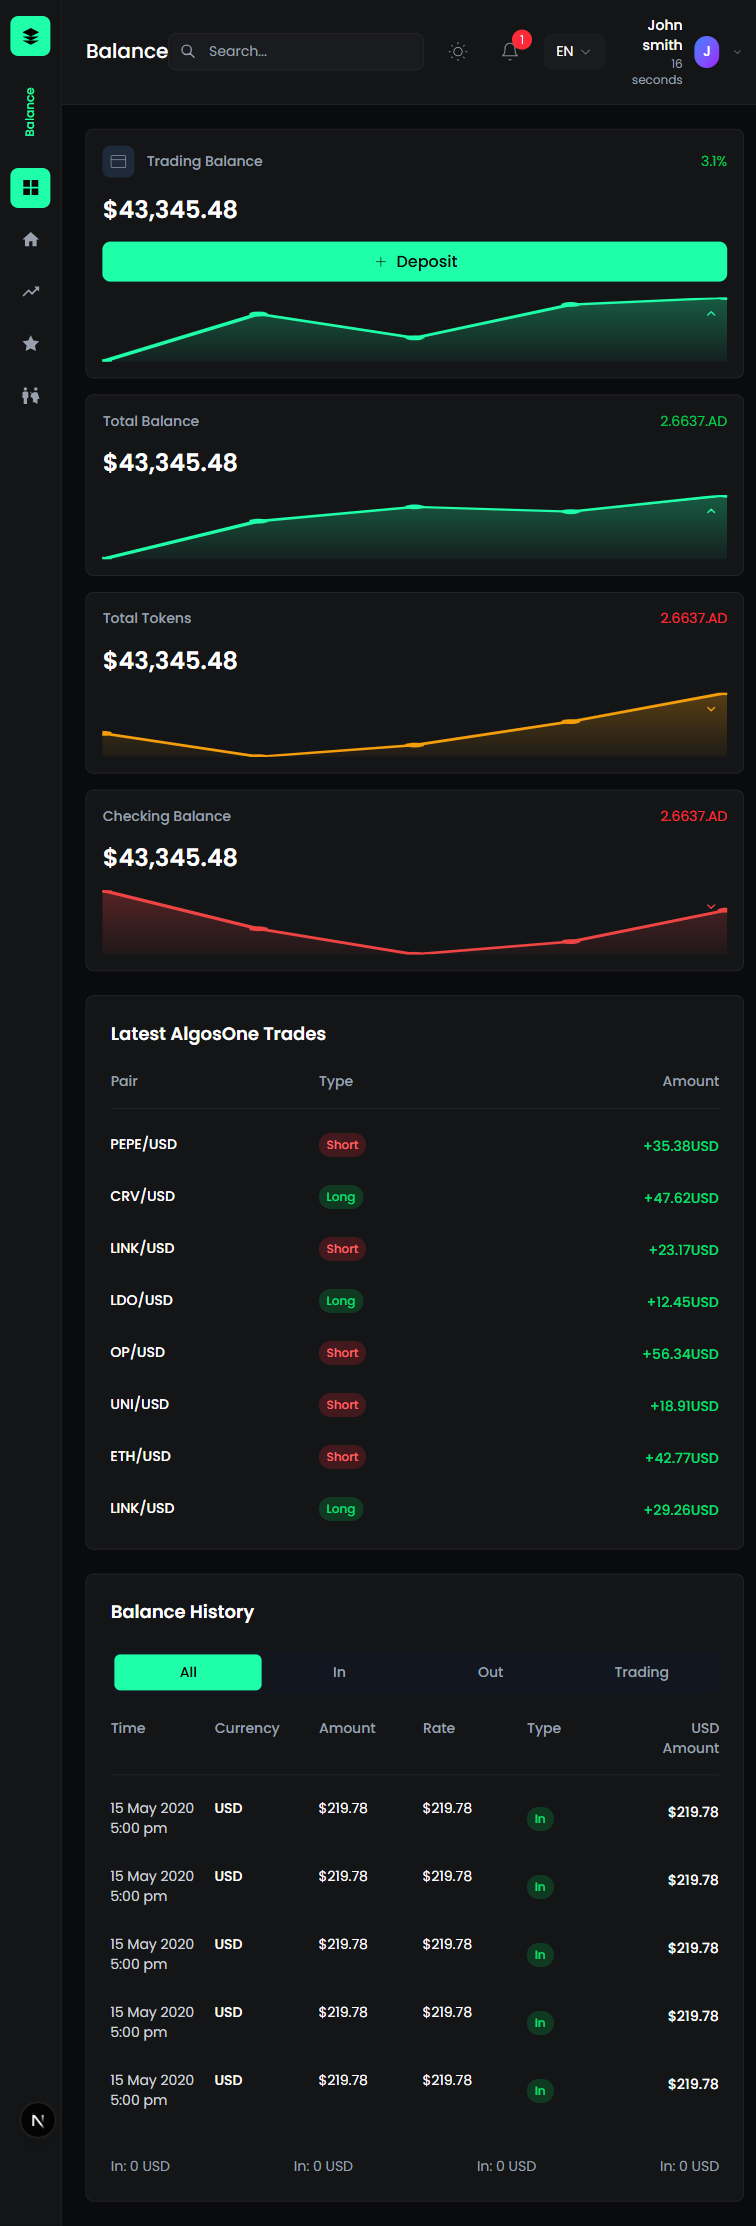 Balance
Balance
Search...
1
EN
John
smith
16
seconds
J
Trading Balance 3.1%
$43,345.48
+ Deposit
Total Balance 2.6637.AD
$43,345.48
Total Tokens 2.6637.AD
$43,345.48
Checking Balance 2.6637.AD
$43,345.48
Latest AlgosOne Trades
Pair Type Amount
PEPE/USD Short +35.38USD
CRV/USD Long +47.62USD
LINK/USD Short +23.17USD
LDO/USD Long +12.45USD
OP/USD Short +56.34USD
UNI/USD Short +18.91USD
ETH/USD Short +42.77USD
LINK/USD Long +29.26USD
Balance History
All In Out Trading
Time Currency Amount Rate Type USD
Amount
15 May 2020 USD $219.78 $219.78 In $219.78
5:00 pm
15 May 2020 USD $219.78 $219.78 In $219.78
5:00 pm
15 May 2020 USD $219.78 $219.78 In $219.78
5:00 pm
15 May 2020 USD $219.78 $219.78 In $219.78
5:00 pm
15 May 2020 USD $219.78 $219.78 In $219.78
5:00 pm
N
In: 0 USD In: 0 USD In: 0 USD In: 0 USD